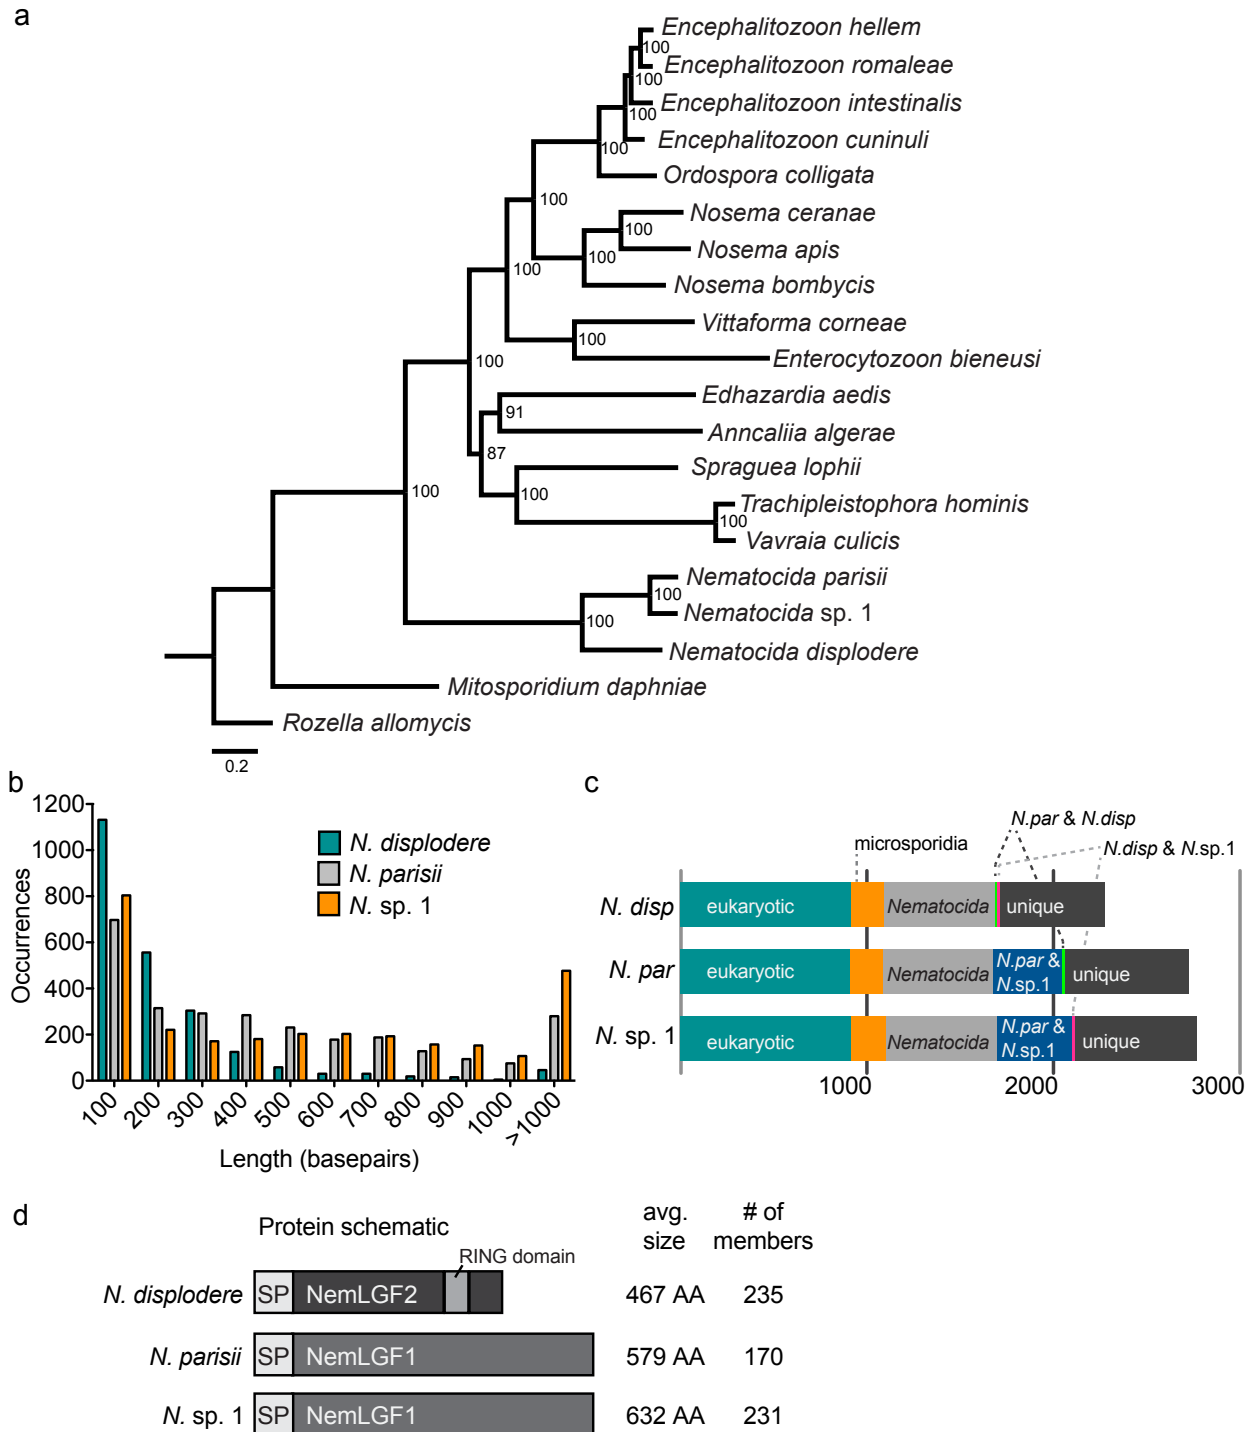 a
Encephalitozoon hellem
100
Encephalitozoon romaleae
100
Encephalitozoon intestinalis
100
Encephalitozoon cuninuli
100
Ordospora colligata
100
Nosema ceranae
100
Nosema apis
100
100
Nosema bombycis
Vittaforma corneae
100
Enterocytozoon bieneusi
100
Edhazardia aedis
91
Anncaliia algerae
87
Spraguea lophii
100
Trachipleistophora hominis
100
Vavraia culicis
100
Nematocida parisii
100
Nematocida sp. 1
100
Nematocida displodere
Mitosporidium daphniae
Rozella allomycis
0.2
b
1200
1000
800
600
400
200
0
Occurrences
N. displodere
N. parisii
N. sp. 1
100
200
300
400
500
600
700
800
900
1000
>1000
Length (basepairs)
c
N.par & N.disp
microsporidia
N.disp & N.sp.1
N. disp
eukaryotic
Nematocida
unique
N. par
eukaryotic
Nematocida
N.par &
N.sp.1
unique
N. sp. 1
eukaryotic
Nematocida
N.par &
N.sp.1
unique
1000
2000
3000
d
Protein schematic
avg.
size
# of
members
RING domain
N. displodere
SP
NemLGF2
467 AA
235
N. parisii
SP
NemLGF1
579 AA
170
N. sp. 1
SP
NemLGF1
632 AA
231